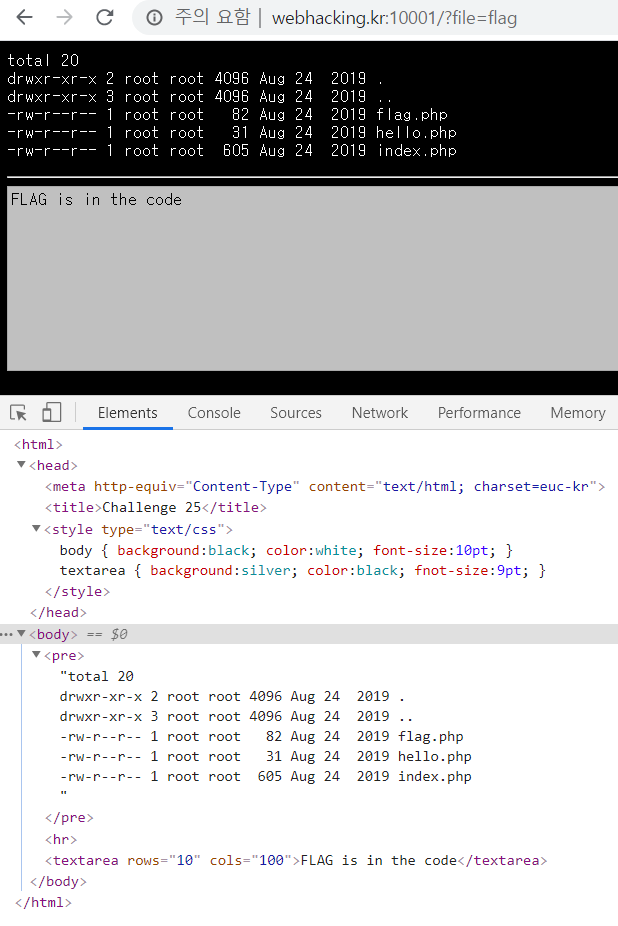 주의 요함 | webhacking.kr:10001/?file=flag
total 20
drwxr-xr-x 2 root root 4096 Aug 24  2019 .
drwxr-xr-x 3 root root 4096 Aug 24  2019 ..
-rw-r--r-- 1 root root   82 Aug 24  2019 flag.php
-rw-r--r-- 1 root root   31 Aug 24  2019 hello.php
-rw-r--r-- 1 root root  605 Aug 24  2019 index.php
FLAG is in the code
Elements Console Sources Network Performance Memory
<html>
<head>
<meta http-equiv="Content-Type" content="text/html; charset=euc-kr">
<title>Challenge 25</title>
<style type="text/css">
body { background:black; color:white; font-size:10pt; }
textarea { background:silver; color:black; fnot-size:9pt; }
</style>
</head>
<body> == $0
<pre>
"total 20
drwxr-xr-x 2 root root 4096 Aug 24  2019 .
drwxr-xr-x 3 root root 4096 Aug 24  2019 ..
-rw-r--r-- 1 root root   82 Aug 24  2019 flag.php
-rw-r--r-- 1 root root   31 Aug 24  2019 hello.php
-rw-r--r-- 1 root root  605 Aug 24  2019 index.php
"
</pre>
<hr>
<textarea rows="10" cols="100">FLAG is in the code</textarea>
</body>
</html>